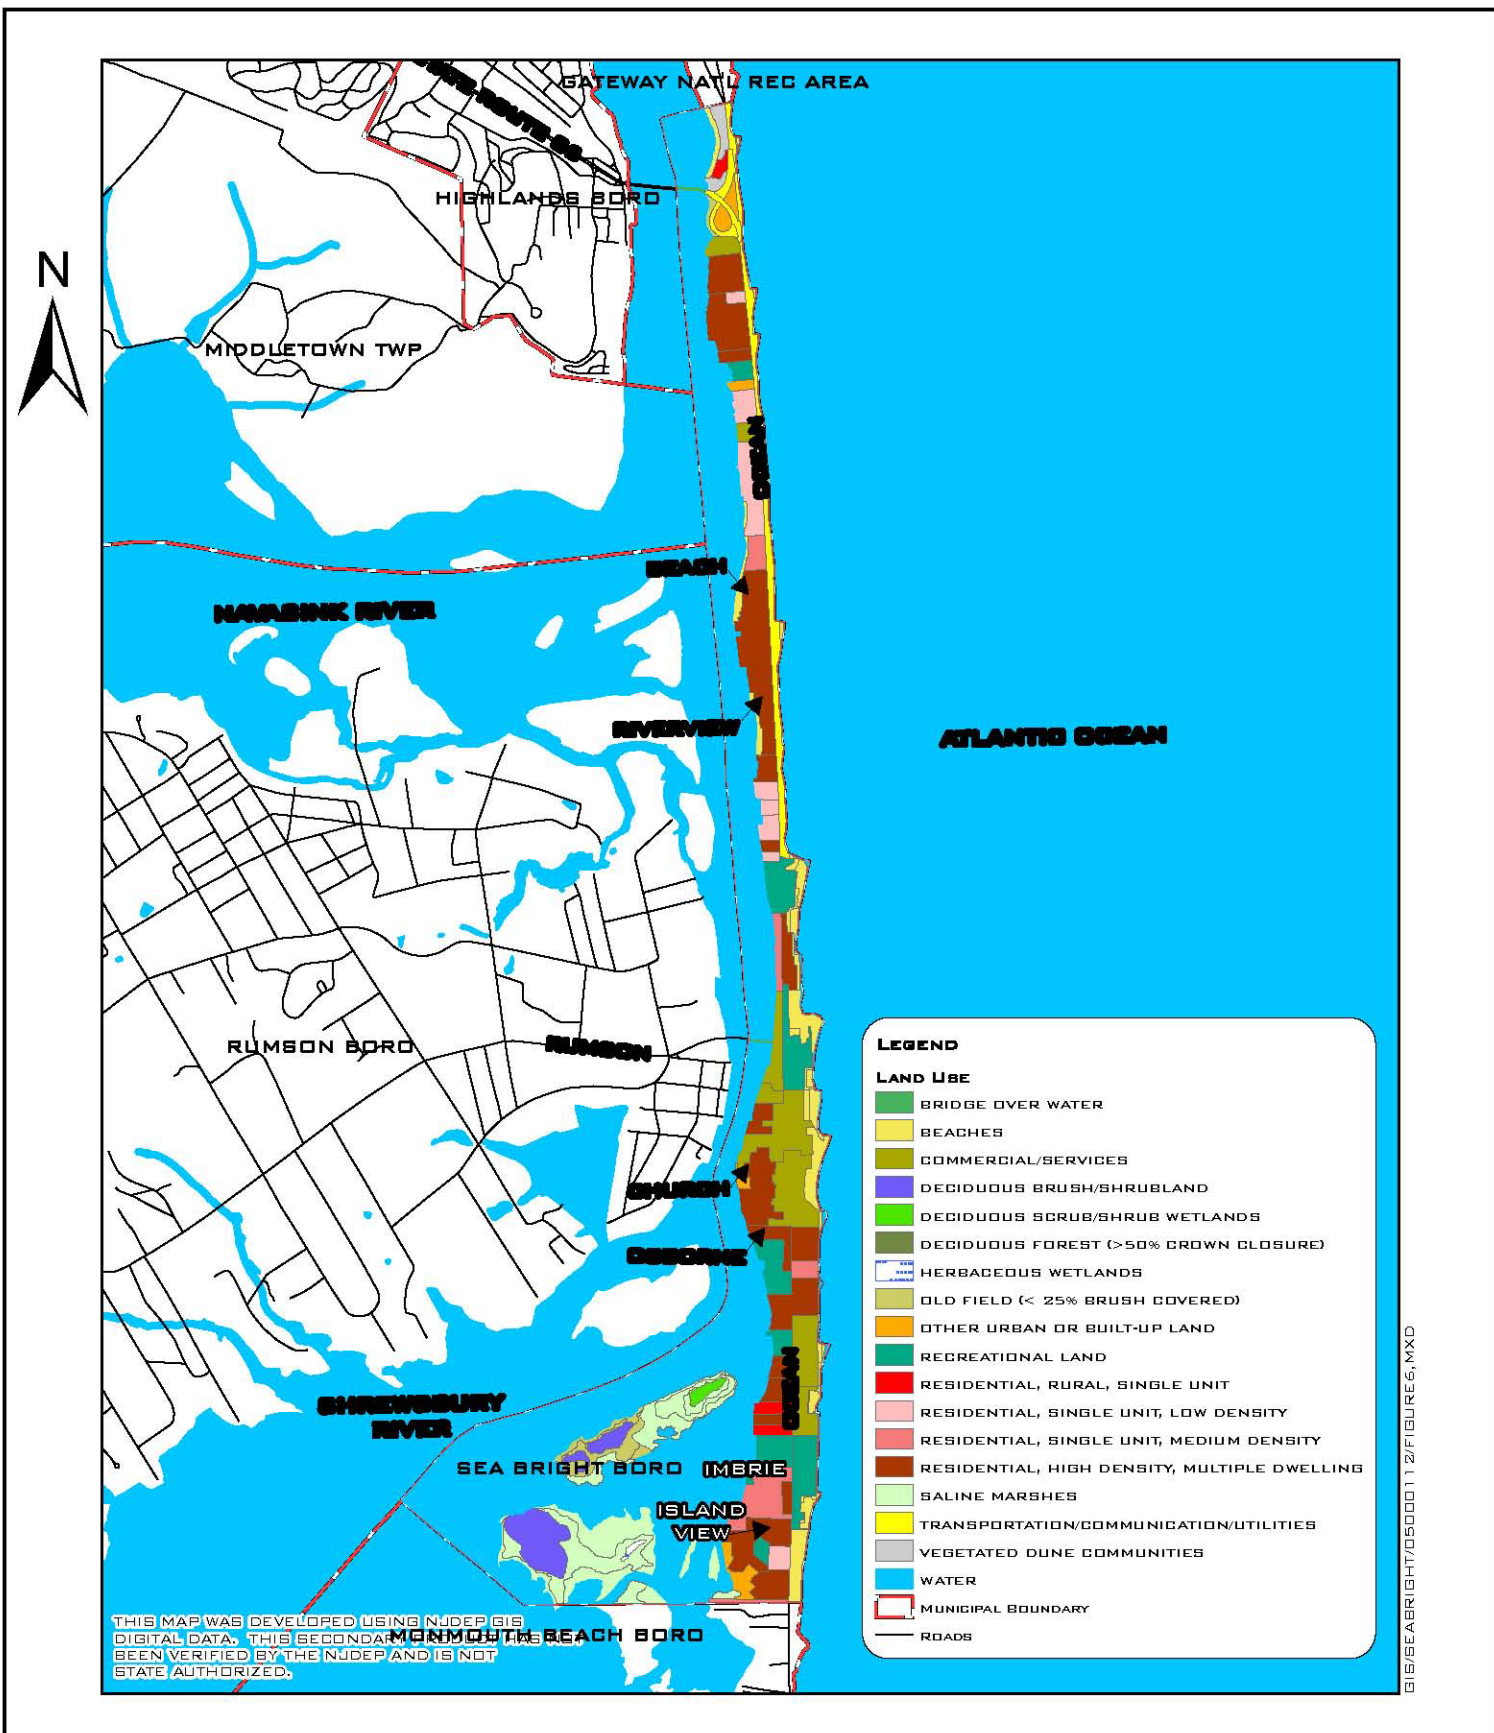 GATEWAY NAT'L REC AREA
HIGHLANDS BORO
N
MIDDLETOWN TWP
OCEAN
BEACH
NAVASINK RIVER
RIVERVIEW
ATLANTIC OCEAN
RUMSON BORO
RUMSON
CHURCH
OSBORNE
OCEAN
SHREWSBURY
RIVER
SEA BRIGHT BORO
IMBRIE
ISLAND
VIEW
MONMOUTH BEACH BORO
THIS MAP WAS DEVELOPED USING NJDEP GIS
DIGITAL DATA. THIS SECONDARY PRODUCT HAS NOT
BEEN VERIFIED BY THE NJDEP AND IS NOT
STATE AUTHORIZED.
LEGEND
LAND USE
BRIDGE OVER WATER
BEACHES
COMMERCIAL/SERVICES
DECIDUOUS BRUSH/SHRUBLAND
DECIDUOUS SCRUB/SHRUB WETLANDS
DECIDUOUS FOREST (>50% CROWN CLOSURE)
HERBACEOUS WETLANDS
OLD FIELD (< 25% BRUSH COVERED)
OTHER URBAN OR BUILT-UP LAND
RECREATIONAL LAND
RESIDENTIAL, RURAL, SINGLE UNIT
RESIDENTIAL, SINGLE UNIT, LOW DENSITY
RESIDENTIAL, SINGLE UNIT, MEDIUM DENSITY
RESIDENTIAL, HIGH DENSITY, MULTIPLE DWELLING
SALINE MARSHES
TRANSPORTATION/COMMUNICATION/UTILITIES
VEGETATED DUNE COMMUNITIES
WATER
MUNICIPAL BOUNDARY
ROADS